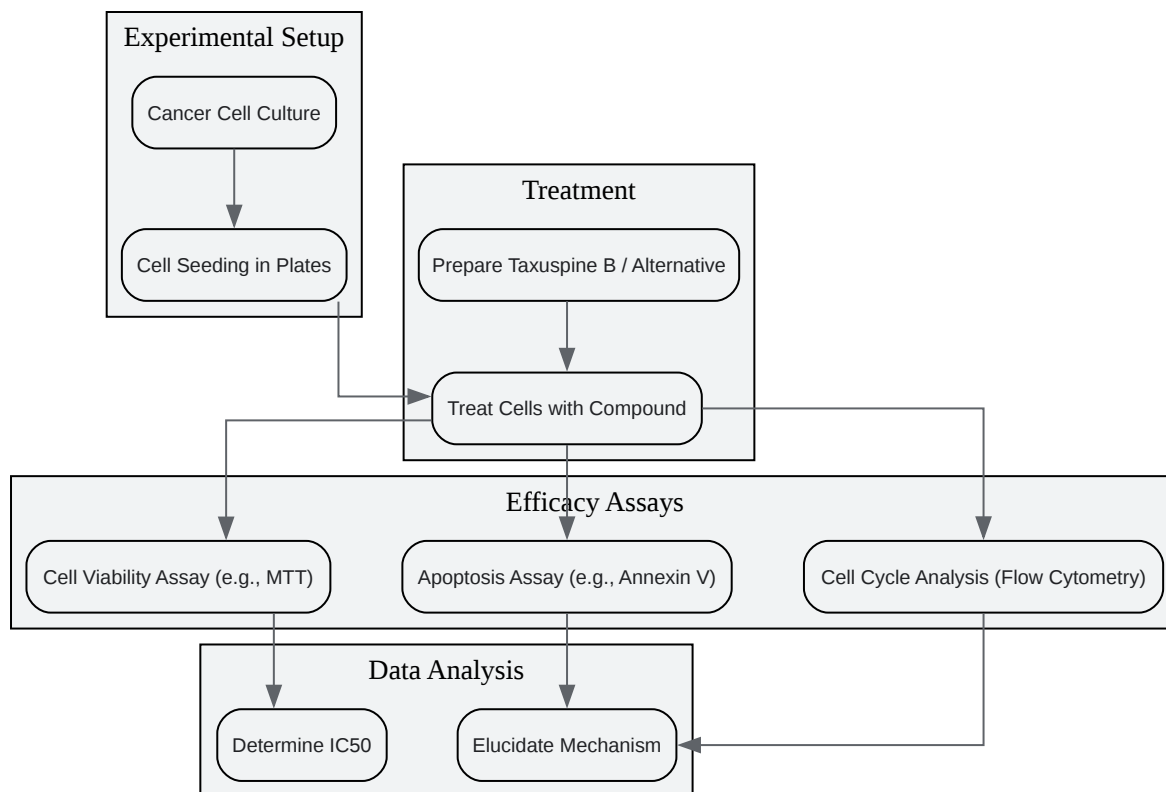 Experimental Setup
Cancer Cell Culture
Cell Seeding in Plates
Treatment
Prepare Taxuspine B / Alternative
Treat Cells with Compound
Efficacy Assays
Cell Viability Assay (e.g., MTT)
Apoptosis Assay (e.g., Annexin V)
Cell Cycle Analysis (Flow Cytometry)
Data Analysis
Determine IC50
Elucidate Mechanism